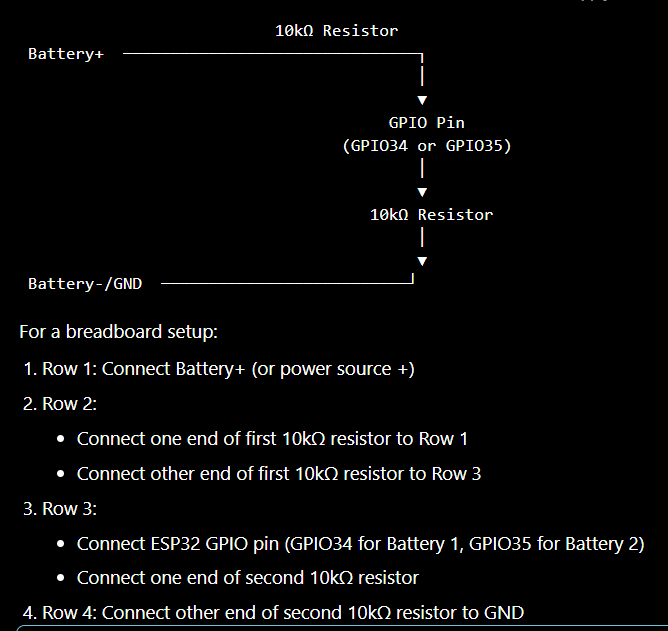 10kΩ Resistor
Battery+
GPIO Pin
(GPIO34 or GPIO35)
10kΩ Resistor
Battery-/GND
For a breadboard setup:
1. Row 1: Connect Battery+ (or power source +)
2. Row 2:
• Connect one end of first 10kΩ resistor to Row 1
• Connect other end of first 10kΩ resistor to Row 3
3. Row 3:
• Connect ESP32 GPIO pin (GPIO34 for Battery 1, GPIO35 for Battery 2)
• Connect one end of second 10kΩ resistor
4. Row 4: Connect other end of second 10kΩ resistor to GND